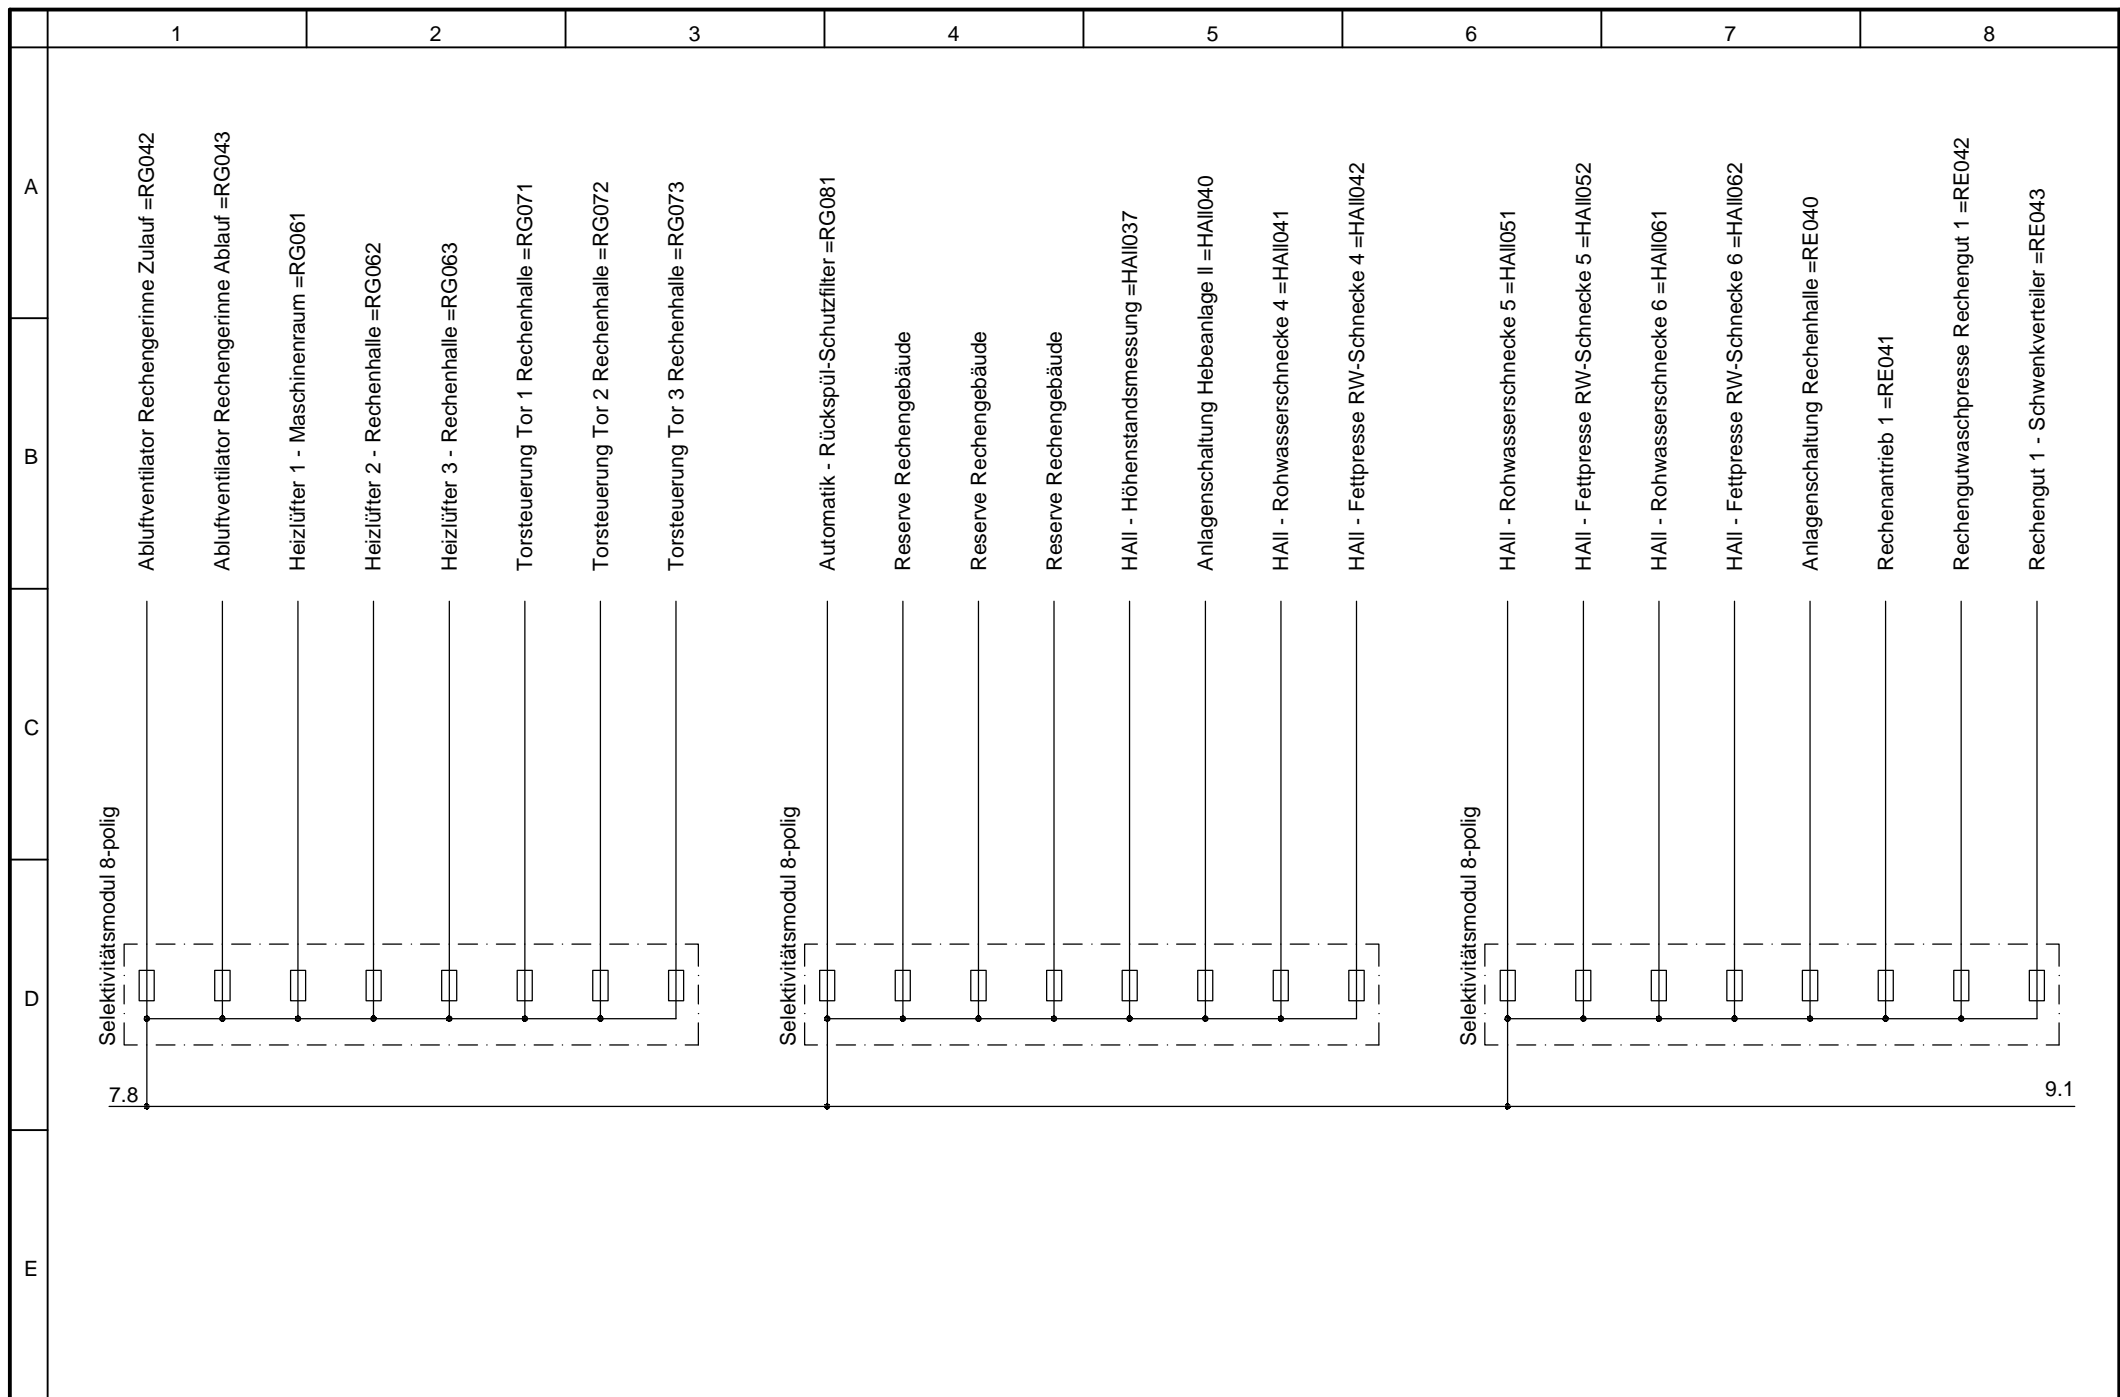 1 2 3 4 5 6 7 8
A
B
C
D
E
Abluftventilator Rechengerinne Zulauf =RG042
Abluftventilator Rechengerinne Ablauf =RG043
Heizlüfter 1 - Maschinenraum =RG061
Heizlüfter 2 - Rechenhalle =RG062
Heizlüfter 3 - Rechenhalle =RG063
Torsteuerung Tor 1 Rechenhalle =RG071
Torsteuerung Tor 2 Rechenhalle =RG072
Torsteuerung Tor 3 Rechenhalle =RG073
Automatik - Rückspül-Schutzfilter =RG081
Reserve Rechengebäude
Reserve Rechengebäude
Reserve Rechengebäude
HAII - Höhenstandsmessung =HAII037
Anlagenschaltung Hebeanlage II =HAII040
HAII - Rohwasserschnecke 4 =HAII041
HAII - Fettpresse RW-Schnecke 4 =HAII042
HAII - Rohwasserschnecke 5 =HAII051
HAII - Fettpresse RW-Schnecke 5 =HAII052
HAII - Rohwasserschnecke 6 =HAII061
HAII - Fettpresse RW-Schnecke 6 =HAII062
Anlagenschaltung Rechenhalle =RE040
Rechenantrieb 1 =RE041
Rechengutwaschpresse Rechengut 1 =RE042
Rechengut 1 - Schwenkverteiler =RE043
Selektivitätsmodul 8-polig
Selektivitätsmodul 8-polig
Selektivitätsmodul 8-polig
7.8
9.1